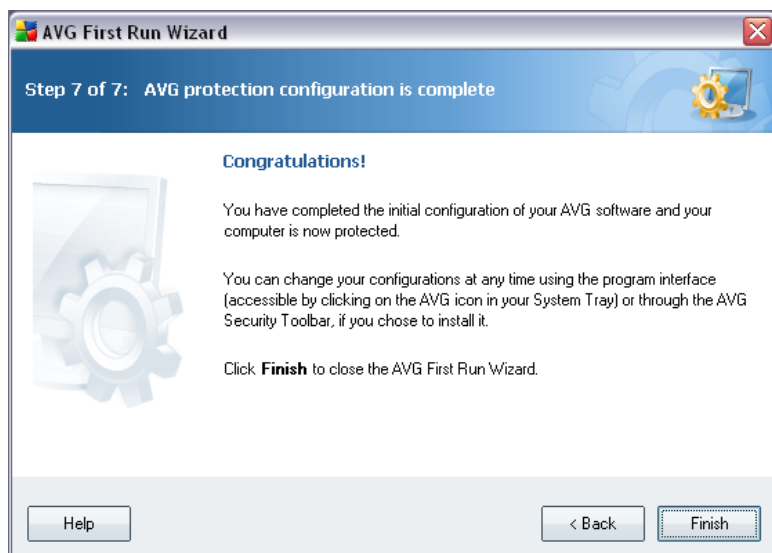 AVG First Run Wizard
Step 7 of 7: AVG protection configuration is complete
Congratulations!
You have completed the initial configuration of your AVG software and your
computer is now protected.
You can change your configurations at any time using the program interface
(accessible by clicking on the AVG icon in your System Tray) or through the AVG
Security Toolbar, if you chose to install it.
Click Finish to close the AVG First Run Wizard.
Help
< Back
Finish